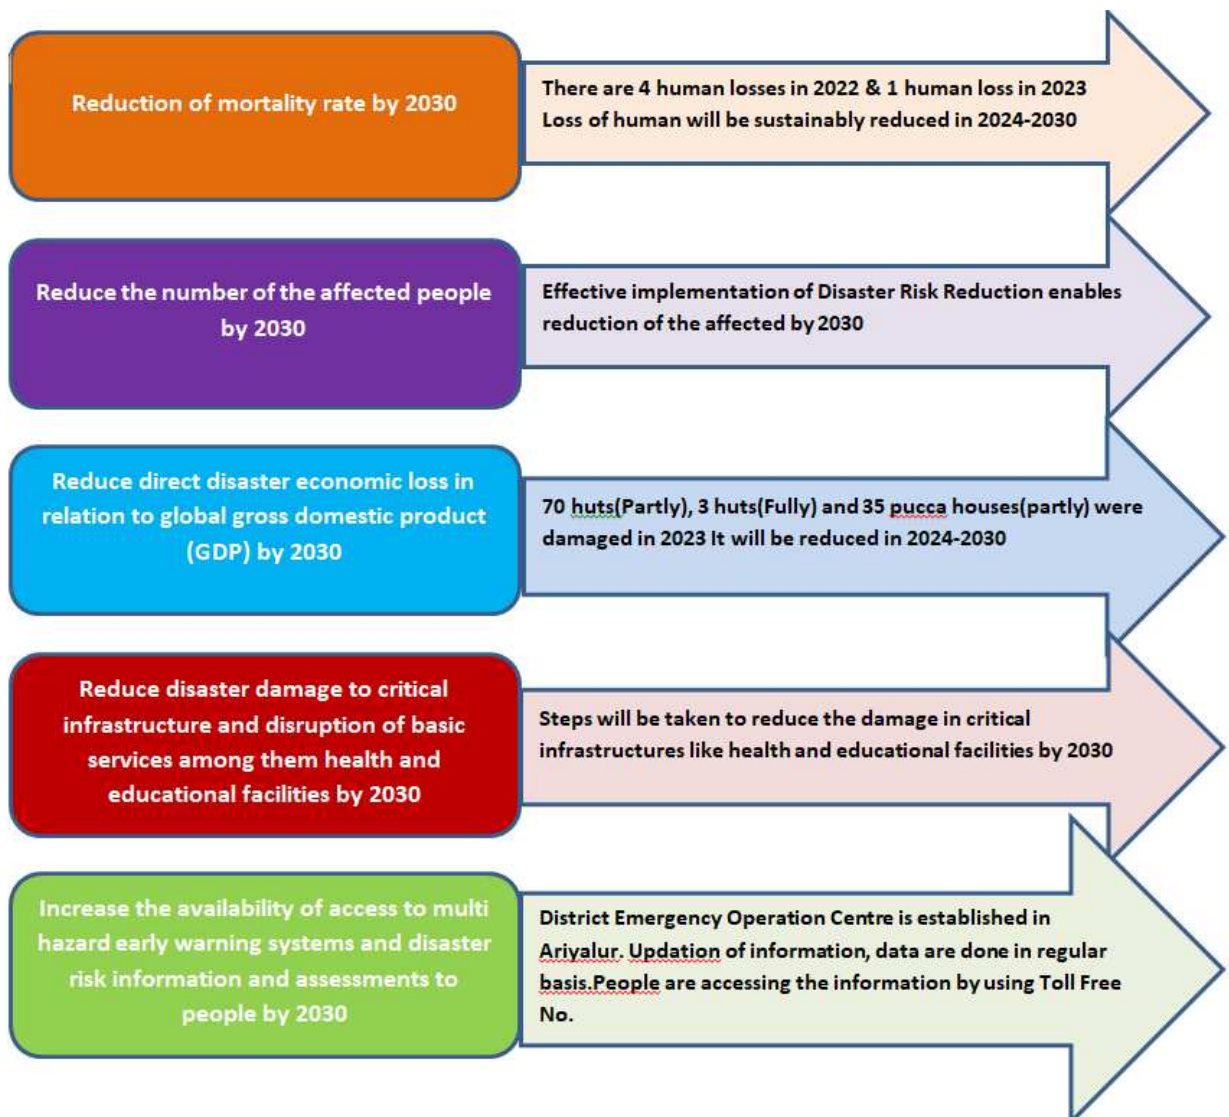 Reduction of mortality rate by 2030
There are 4 human losses in 2022 & 1 human loss in 2023
Loss of human will be sustainably reduced in 2024-2030
Reduce the number of the affected people
by 2030
Effective implementation of Disaster Risk Reduction enables
reduction of the affected by 2030
Reduce direct disaster economic loss in
relation to global gross domestic product
(GDP) by 2030
70 huts(Partly), 3 huts(Fully) and 35 pucca houses(partly) were
damaged in 2023 It will be reduced in 2024-2030
Reduce disaster damage to critical
infrastructure and disruption of basic
services among them health and
educational facilities by 2030
Steps will be taken to reduce the damage in critical
infrastructures like health and educational facilities by 2030
Increase the availability of access to multi
hazard early warning systems and disaster
risk information and assessments to
people by 2030
District Emergency Operation Centre is established in
Ariyalur. Updation of information, data are done in regular
basis.People are accessing the information by using Toll Free
No.